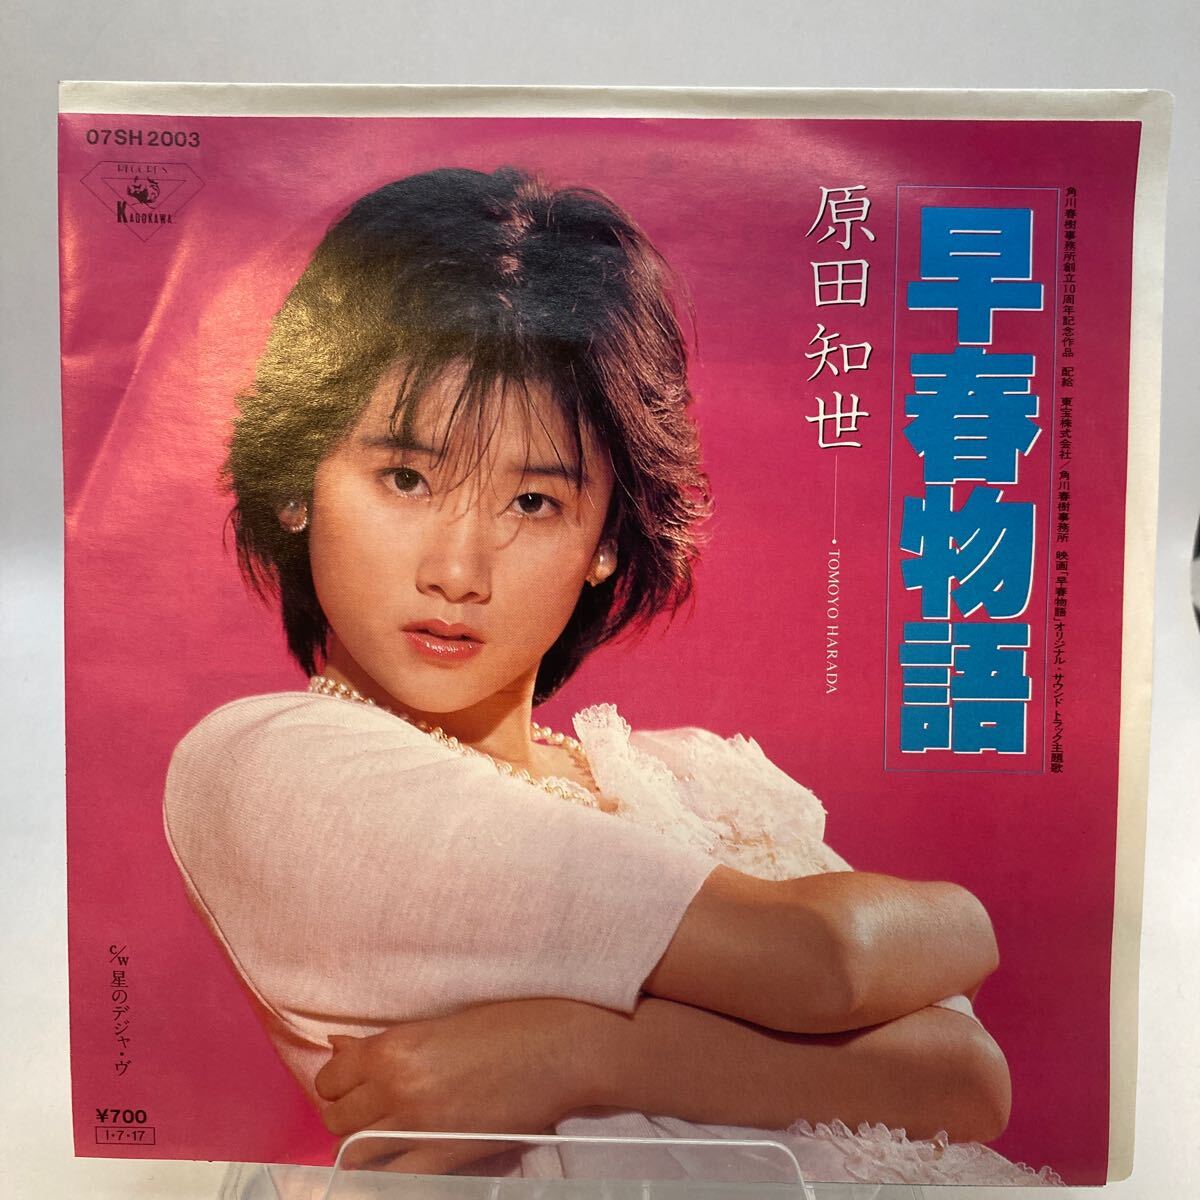 07SH 2003
RECORDS
KADOKAWA
角川春樹事務所創立10周年記念作品 配給 東宝株式会社／角川春樹事務所 映画「早春物語」オリジナル・サウンドトラック主題歌
早春物語
原田知世
TOMOYO HARADA
c/w 星のデジャ・ヴ
¥700
I・7・17